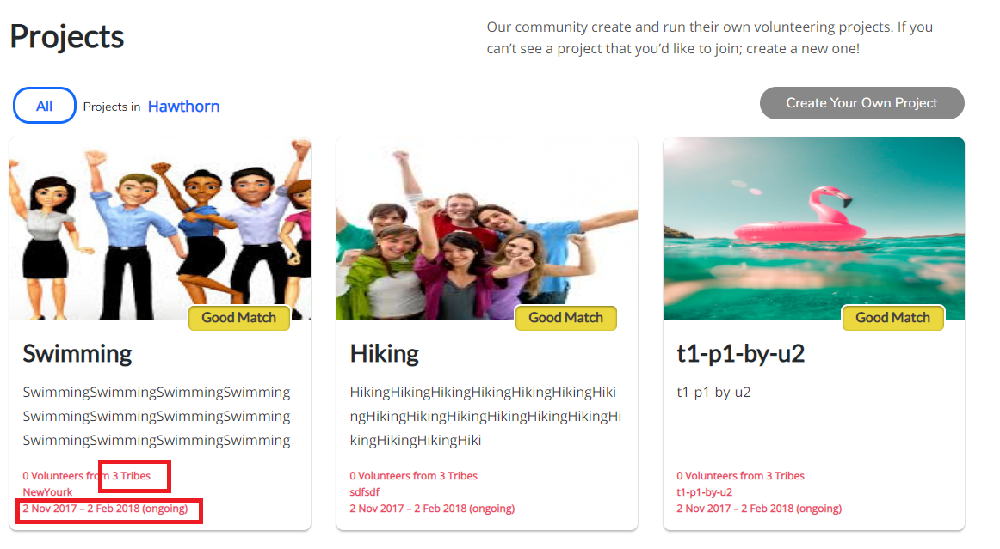 Projects
Our community create and run their own volunteering projects. If you
can’t see a project that you’d like to join; create a new one!
All Projects in Hawthorn
Create Your Own Project
Good Match
Swimming
SwimmingSwimmingSwimmingSwimming
SwimmingSwimmingSwimmingSwimming
SwimmingSwimmingSwimmingSwimming
0 Volunteers from 3 Tribes
NewYourk
2 Nov 2017 – 2 Feb 2018 (ongoing)
Good Match
Hiking
HikingHikingHikingHikingHikingHikingHiki
ngHikingHikingHikingHikingHikingHikingHi
kingHikingHikingHiki
0 Volunteers from 3 Tribes
sdfsdf
2 Nov 2017 – 2 Feb 2018 (ongoing)
Good Match
t1-p1-by-u2
t1-p1-by-u2
0 Volunteers from 3 Tribes
t1-p1-by-u2
2 Nov 2017 – 2 Feb 2018 (ongoing)